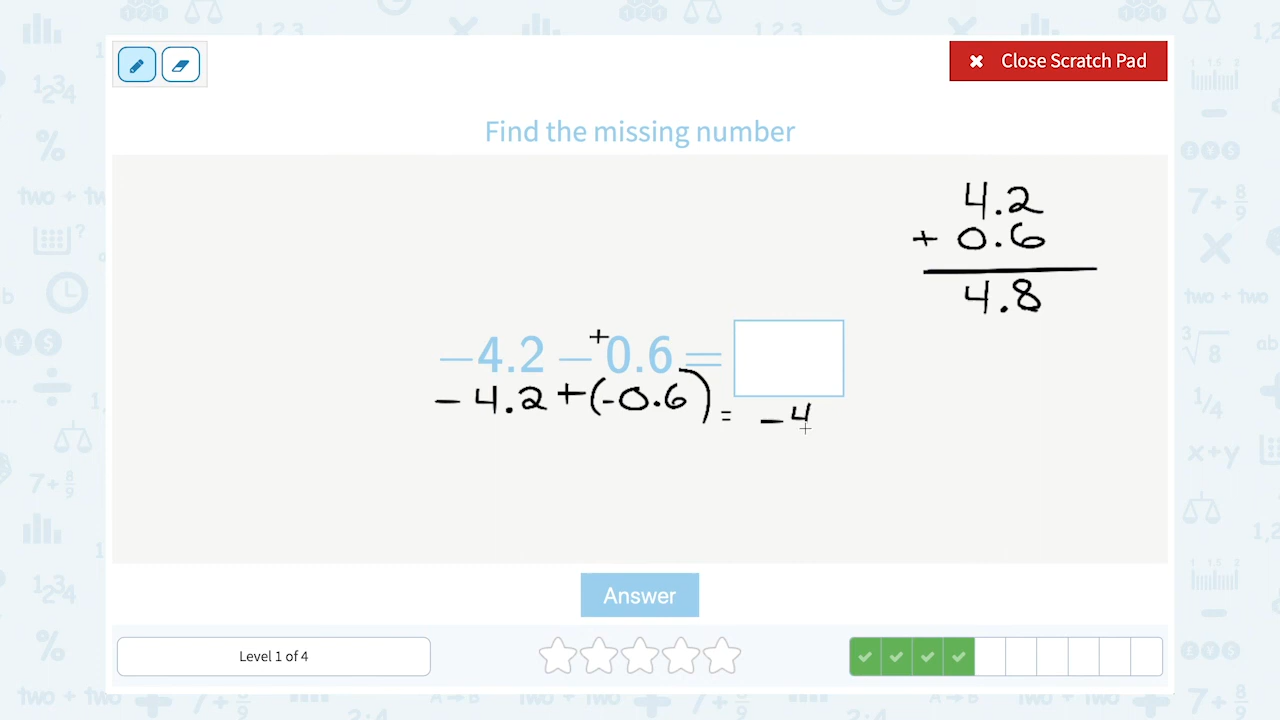 Close Scratch Pad
Find the missing number
4.2
+ 0.6
4.8
+
−4.2 − 0.6 =
- 4.2 + (-0.6) = -4
Answer
Level 1 of 4